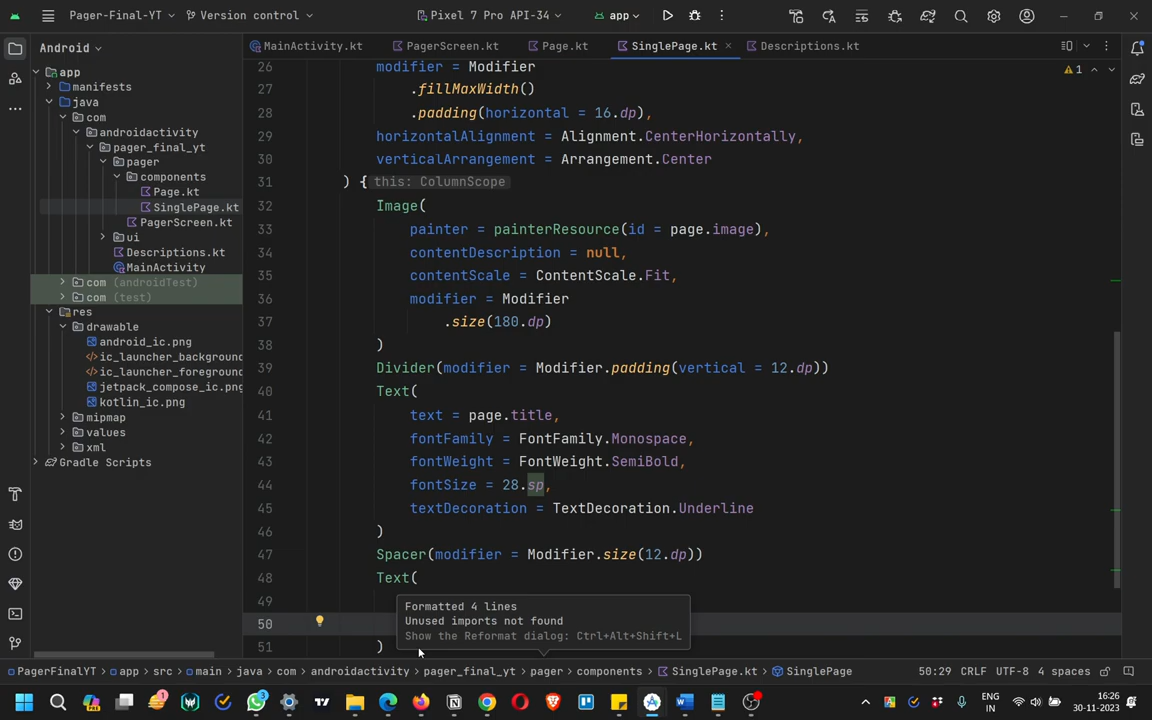 Pager-Final-YT
Version control
Pixel 7 Pro API-34
app
Android
MainActivity.kt
PagerScreen.kt
Page.kt
SinglePage.kt
Descriptions.kt
app
manifests
java
com
androidactivity
pager_final_yt
pager
components
Page.kt
SinglePage.kt
PagerScreen.kt
ui
Descriptions.kt
MainActivity
com (androidTest)
com (test)
res
drawable
android_ic.png
ic_launcher_background
ic_launcher_foreground
jetpack_compose_ic.png
kotlin_ic.png
mipmap
values
xml
Gradle Scripts
1
26 modifier = Modifier
27 .fillMaxWidth()
28 .padding(horizontal = 16.dp),
29 horizontalAlignment = Alignment.CenterHorizontally,
30 verticalArrangement = Arrangement.Center
31 ) { this: ColumnScope
32 Image(
33 painter = painterResource(id = page.image),
34 contentDescription = null,
35 contentScale = ContentScale.Fit,
36 modifier = Modifier
37 .size(180.dp)
38 )
39 Divider(modifier = Modifier.padding(vertical = 12.dp))
40 Text(
41 text = page.title,
42 fontFamily = FontFamily.Monospace,
43 fontWeight = FontWeight.SemiBold,
44 fontSize = 28.sp,
45 textDecoration = TextDecoration.Underline
46 )
47 Spacer(modifier = Modifier.size(12.dp))
48 Text(
49
50
51 )
Formatted 4 lines
Unused imports not found
Show the Reformat dialog: Ctrl+Alt+Shift+L
PagerFinalYT > app > src > main > java > com > androidactivity > pager_final_yt > pager > components > SinglePage.kt > SinglePage
50:29 CRLF UTF-8 4 spaces
1
3
PRE
ENG
IN
16:26
30-11-2023